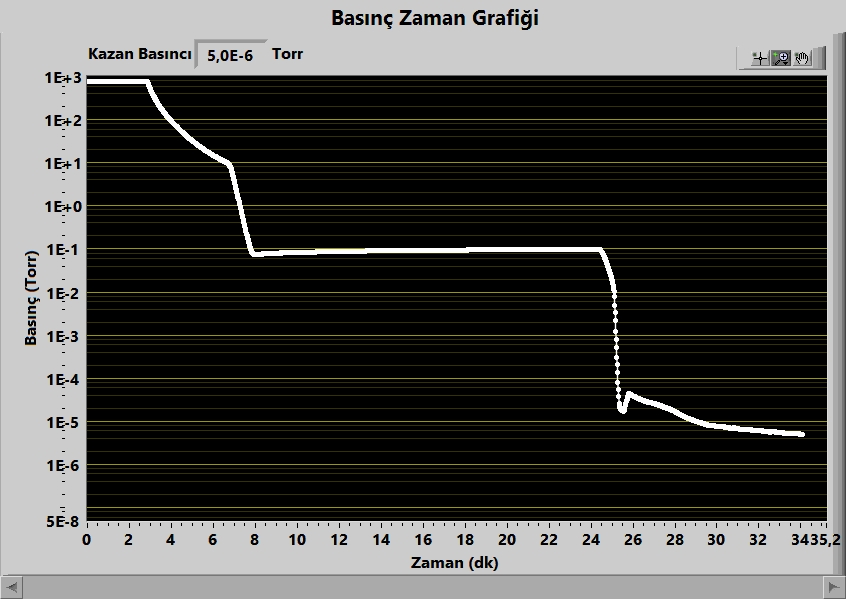 Basınç Zaman Grafiği
Kazan Basıncı 5,0E-6 Torr
1E+3
1E+2
1E+1
1E+0
1E-1
1E-2
1E-3
1E-4
1E-5
1E-6
5E-8
Basınç (Torr)
0 2 4 6 8 10 12 14 16 18 20 22 24 26 28 30 32 34 35,2
Zaman (dk)